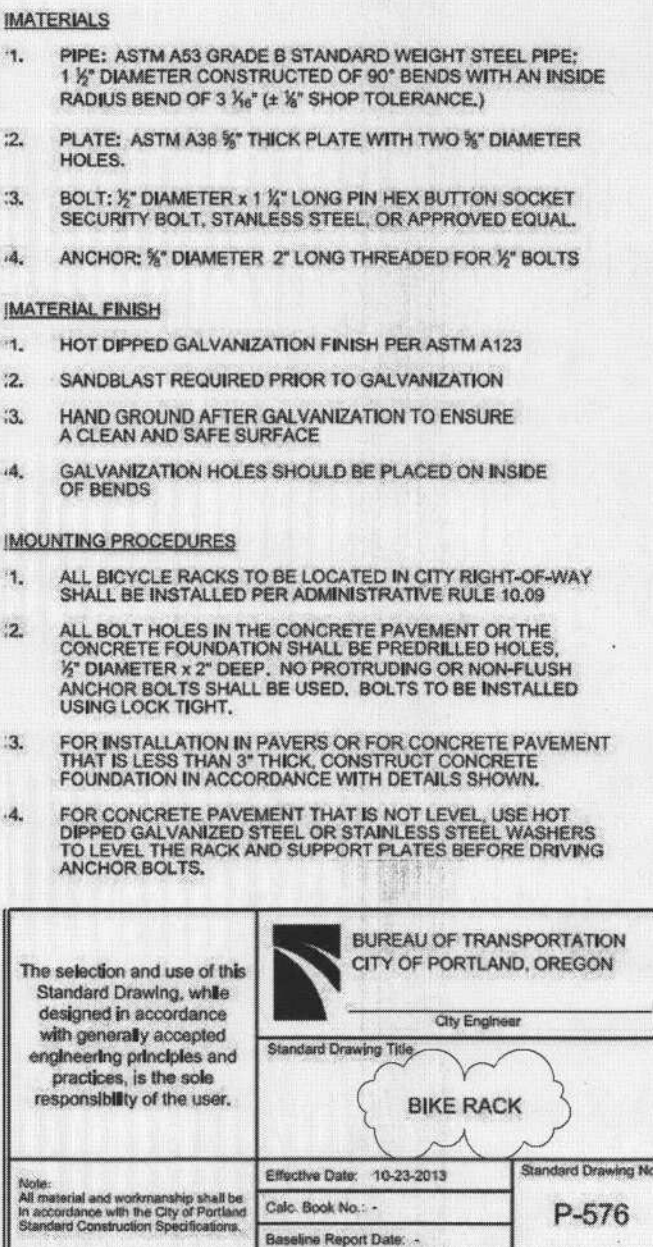 MATERIALS
1. PIPE: ASTM A53 GRADE B STANDARD WEIGHT STEEL PIPE;
1 ½" DIAMETER CONSTRUCTED OF 90° BENDS WITH AN INSIDE
RADIUS BEND OF 3 1/16" (± ⅛" SHOP TOLERANCE.)
2. PLATE: ASTM A36 ⅝" THICK PLATE WITH TWO ⅝" DIAMETER
HOLES.
3. BOLT: ½" DIAMETER x 1 ¼" LONG PIN HEX BUTTON SOCKET
SECURITY BOLT, STANLESS STEEL, OR APPROVED EQUAL.
4. ANCHOR: ⅝" DIAMETER 2" LONG THREADED FOR ½" BOLTS
MATERIAL FINISH
1. HOT DIPPED GALVANIZATION FINISH PER ASTM A123
2. SANDBLAST REQUIRED PRIOR TO GALVANIZATION
3. HAND GROUND AFTER GALVANIZATION TO ENSURE
A CLEAN AND SAFE SURFACE
4. GALVANIZATION HOLES SHOULD BE PLACED ON INSIDE
OF BENDS
MOUNTING PROCEDURES
1. ALL BICYCLE RACKS TO BE LOCATED IN CITY RIGHT-OF-WAY
SHALL BE INSTALLED PER ADMINISTRATIVE RULE 10.09
2. ALL BOLT HOLES IN THE CONCRETE PAVEMENT OR THE
CONCRETE FOUNDATION SHALL BE PREDRILLED HOLES,
½" DIAMETER x 2" DEEP. NO PROTRUDING OR NON-FLUSH
ANCHOR BOLTS SHALL BE USED. BOLTS TO BE INSTALLED
USING LOCK TIGHT.
3. FOR INSTALLATION IN PAVERS OR FOR CONCRETE PAVEMENT
THAT IS LESS THAN 3" THICK, CONSTRUCT CONCRETE
FOUNDATION IN ACCORDANCE WITH DETAILS SHOWN.
4. FOR CONCRETE PAVEMENT THAT IS NOT LEVEL, USE HOT
DIPPED GALVANIZED STEEL OR STAINLESS STEEL WASHERS
TO LEVEL THE RACK AND SUPPORT PLATES BEFORE DRIVING
ANCHOR BOLTS.
The selection and use of this
Standard Drawing, while
designed in accordance
with generally accepted
engineering principles and
practices, is the sole
responsibility of the user.
Note:
All material and workmanship shall be
in accordance with the City of Portland
Standard Construction Specifications.
BUREAU OF TRANSPORTATION
CITY OF PORTLAND, OREGON
City Engineer
Standard Drawing Title
BIKE RACK
Effective Date: 10-23-2013
Calc. Book No.: -
Baseline Report Date: -
Standard Drawing No
P-576